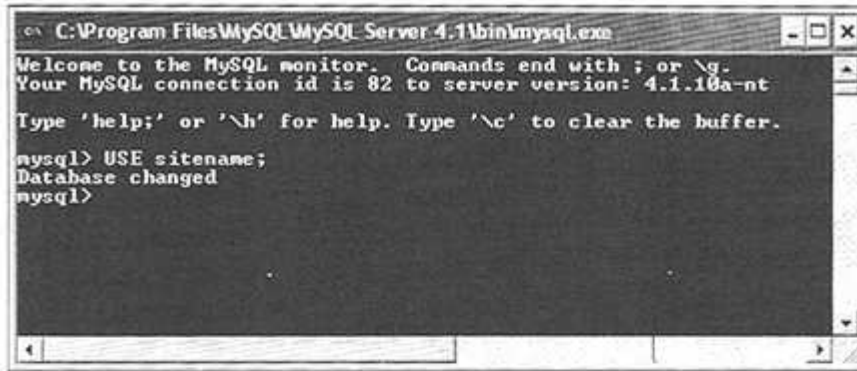 C:\Program Files\MySQL\MySQL Server 4.1\bin\mysql.exe
Welcome to the MySQL monitor.  Commands end with ; or \g.
Your MySQL connection id is 82 to server version: 4.1.10a-nt
Type 'help;' or '\h' for help. Type '\c' to clear the buffer.
mysql> USE sitename;
Database changed
mysql>